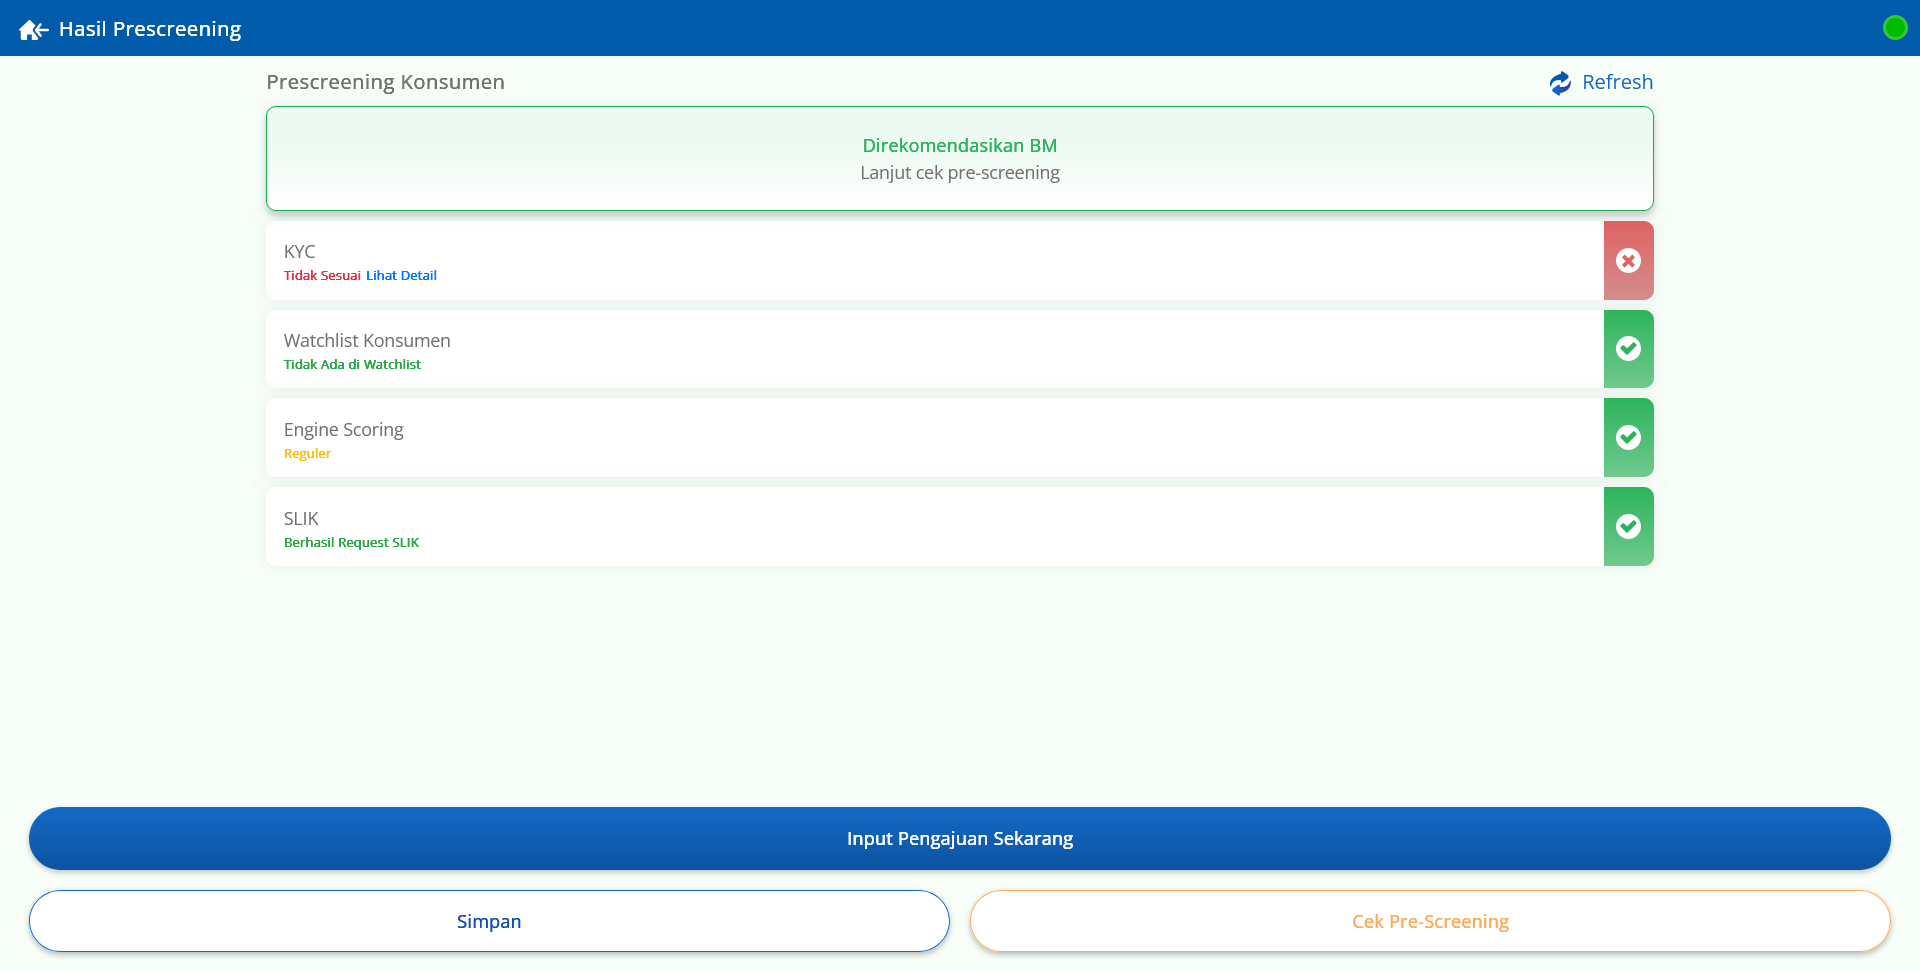 Hasil Prescreening
Prescreening Konsumen
Refresh
Direkomendasikan BM
Lanjut cek pre-screening
KYC
Tidak Sesuai Lihat Detail
Watchlist Konsumen
Tidak Ada di Watchlist
Engine Scoring
Reguler
SLIK
Berhasil Request SLIK
Input Pengajuan Sekarang
Simpan
Cek Pre-Screening